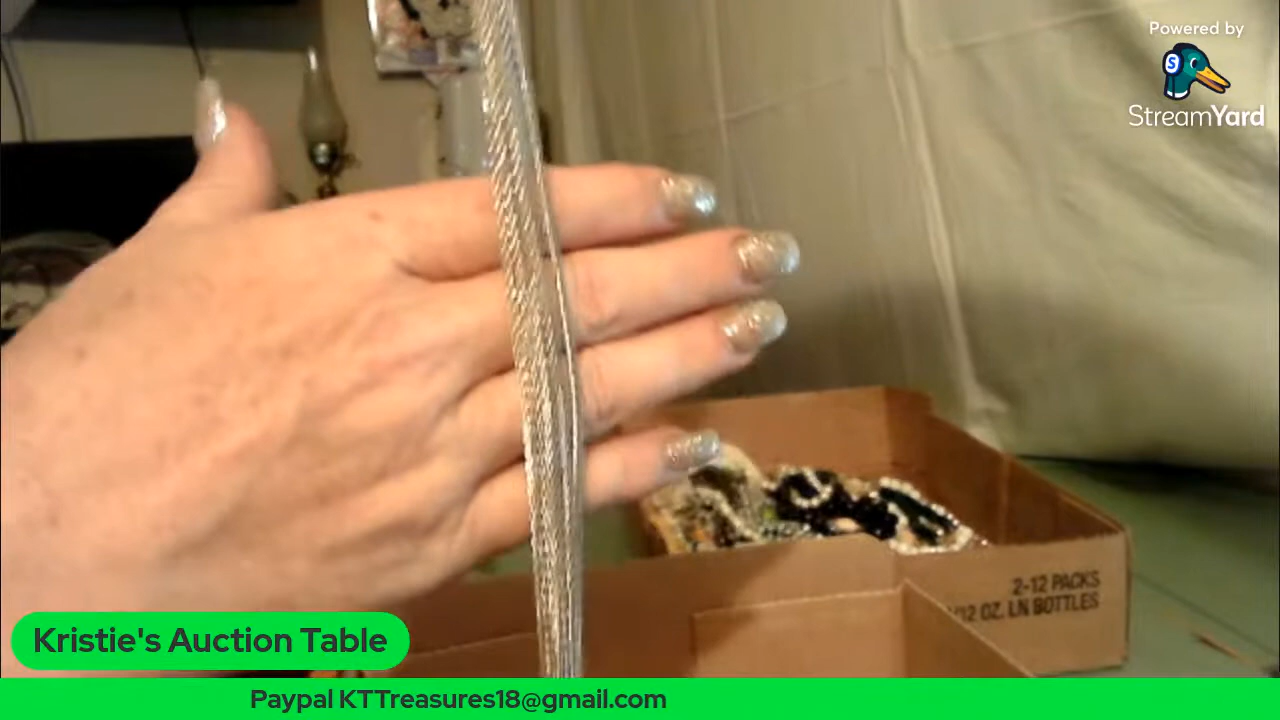 Powered by
S
StreamYard
2-12 PACKS
12 OZ. LN BOTTLES
Kristie's Auction Table
Paypal KTTreasures18@gmail.com